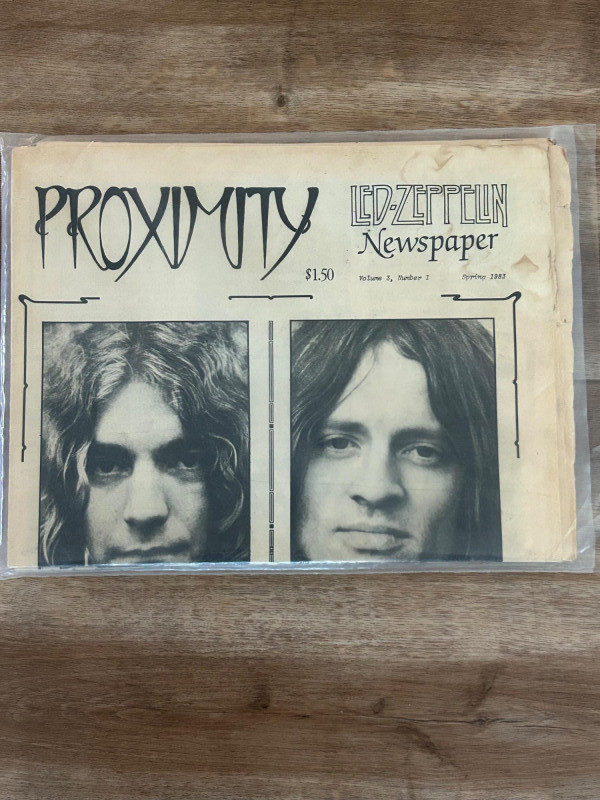 PROXIMITY
LED-ZEPPELIN
Newspaper
$1.50
Volume 3, Number 1
Spring 1983